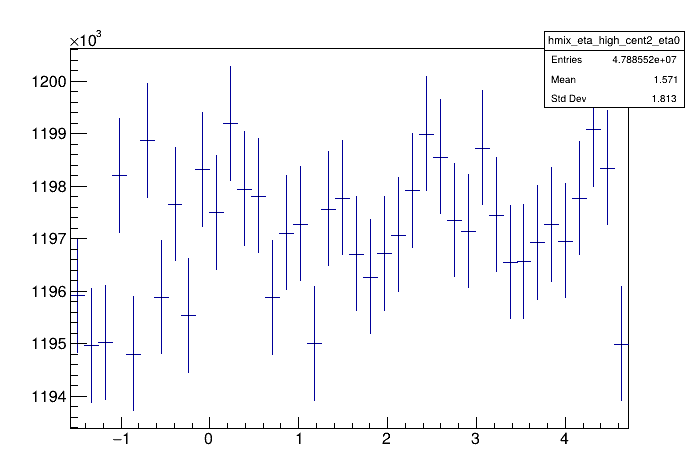 ×10³
hmix_eta_high_cent2_eta0
Entries 4.788552e+07
Mean 1.571
Std Dev 1.813
1200
1199
1198
1197
1196
1195
1194
−1 0 1 2 3 4